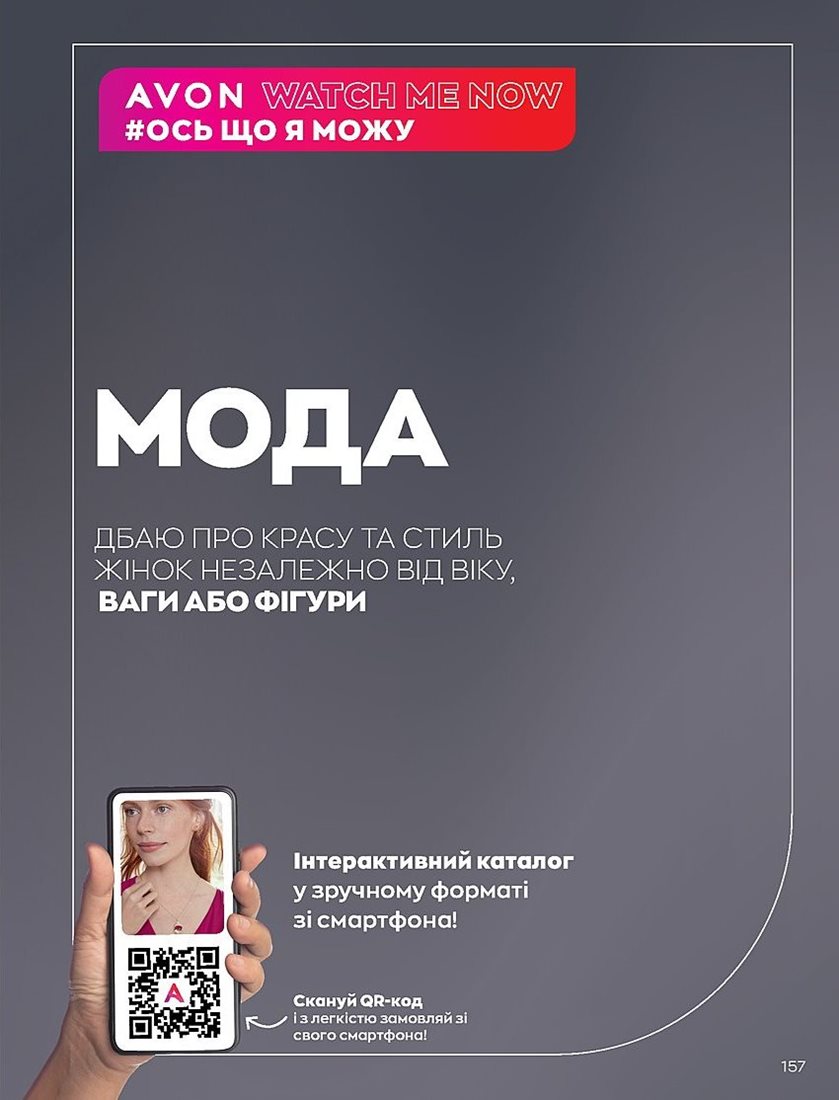 AVON WATCH ME NOW
#ОСЬ ЩО Я МОЖУ
МОДА
ДБАЮ ПРО КРАСУ ТА СТИЛЬ
ЖІНОК НЕЗАЛЕЖНО ВІД ВІКУ,
ВАГИ АБО ФІГУРИ
Інтерактивний каталог
у зручному форматі
зі смартфона!
Скануй QR-код
і з легкістю замовляй зі
свого смартфона!
157